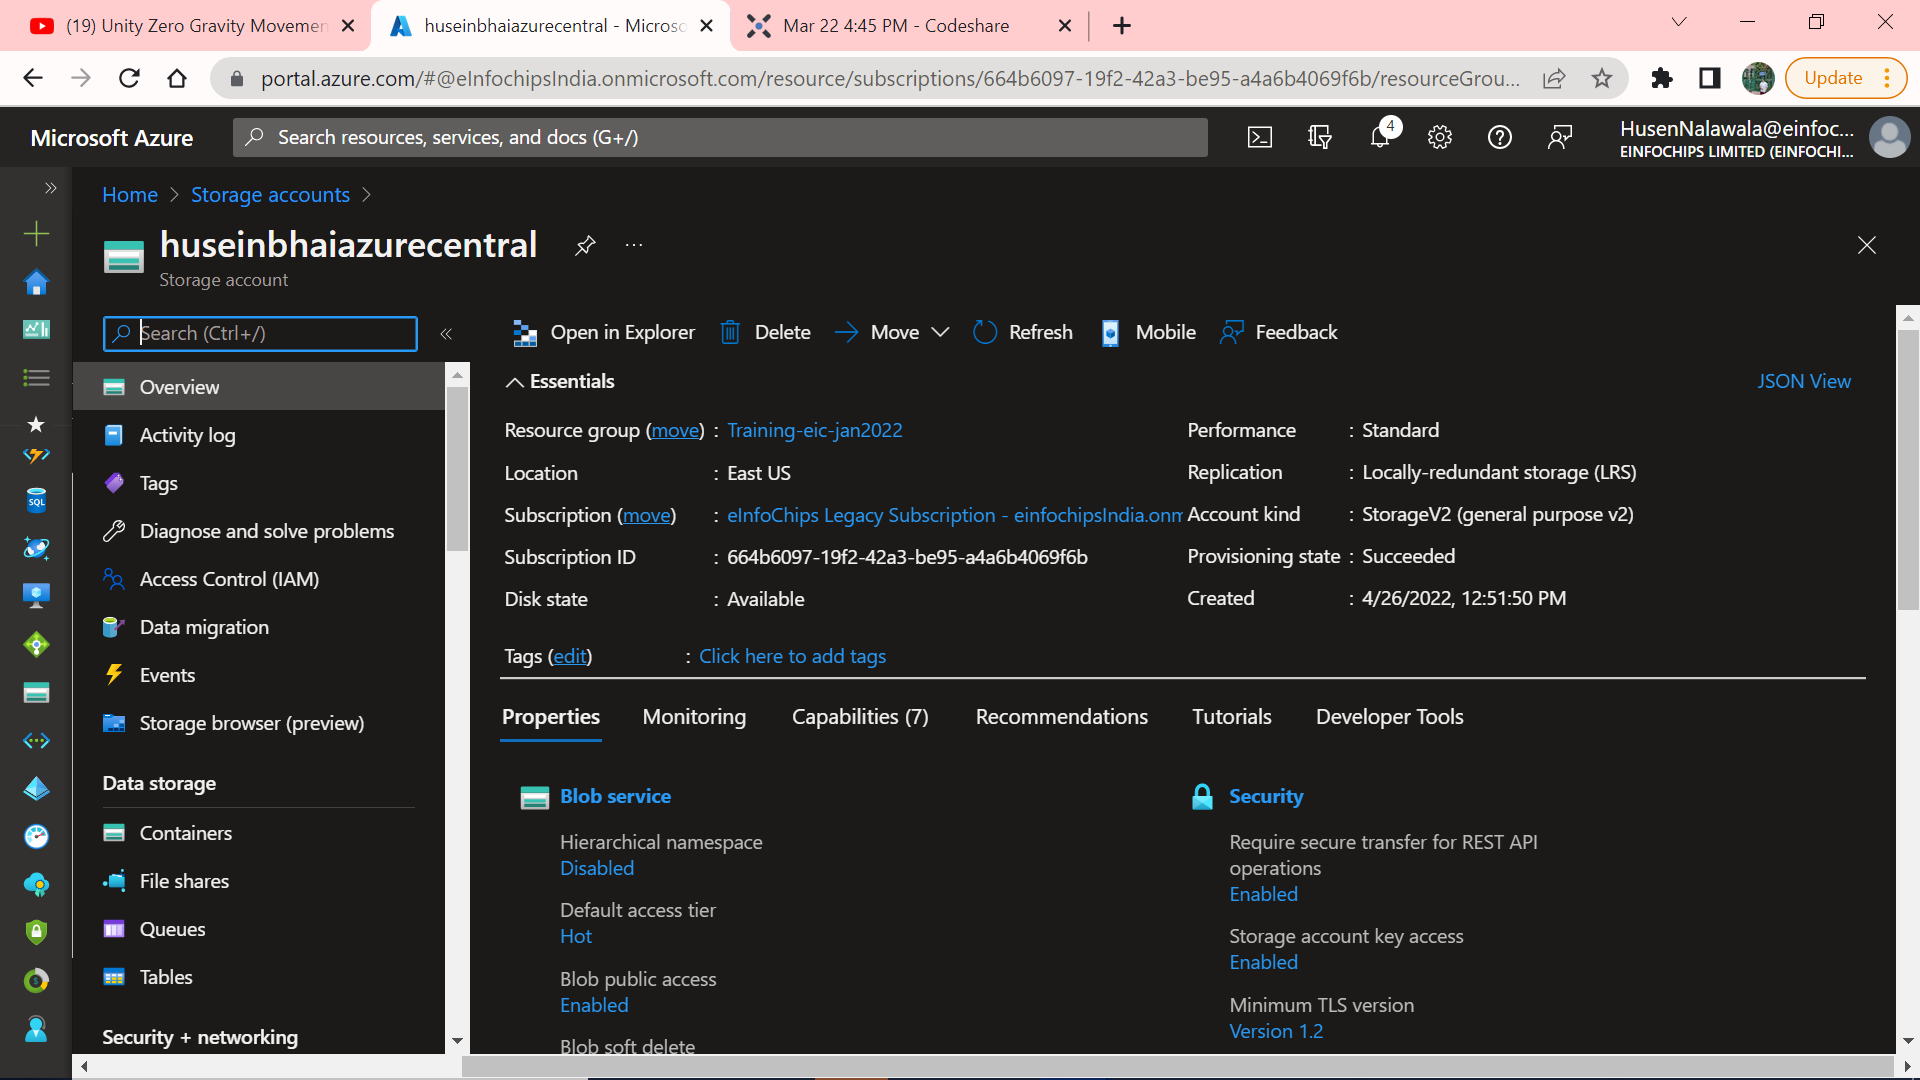 (19) Unity Zero Gravity Movemen
huseinbhaiazurecentral - Microso
Mar 22 4:45 PM - Codeshare
portal.azure.com/#@eInfochipsIndia.onmicrosoft.com/resource/subscriptions/664b6097-19f2-42a3-be95-a4a6b4069f6b/resourceGrou...
Update
Microsoft Azure
Search resources, services, and docs (G+/)
4
HusenNalawala@einfoc...
EINFOCHIPS LIMITED (EINFOCHI...
Home > Storage accounts >
huseinbhaiazurecentral
Storage account
Search (Ctrl+/)
Overview
Activity log
Tags
Diagnose and solve problems
Access Control (IAM)
Data migration
Events
Storage browser (preview)
Data storage
Containers
File shares
Queues
Tables
Security + networking
SQL
Open in Explorer
Delete
Move
Refresh
Mobile
Feedback
Essentials
JSON View
Resource group (move) : Training-eic-jan2022
Location : East US
Subscription (move) : eInfoChips Legacy Subscription - einfochipsIndia.onm
Subscription ID : 664b6097-19f2-42a3-be95-a4a6b4069f6b
Disk state : Available
Performance : Standard
Replication : Locally-redundant storage (LRS)
Account kind : StorageV2 (general purpose v2)
Provisioning state : Succeeded
Created : 4/26/2022, 12:51:50 PM
Tags (edit) : Click here to add tags
Properties
Monitoring
Capabilities (7)
Recommendations
Tutorials
Developer Tools
Blob service
Hierarchical namespace
Disabled
Default access tier
Hot
Blob public access
Enabled
Blob soft delete
Security
Require secure transfer for REST API
operations
Enabled
Storage account key access
Enabled
Minimum TLS version
Version 1.2